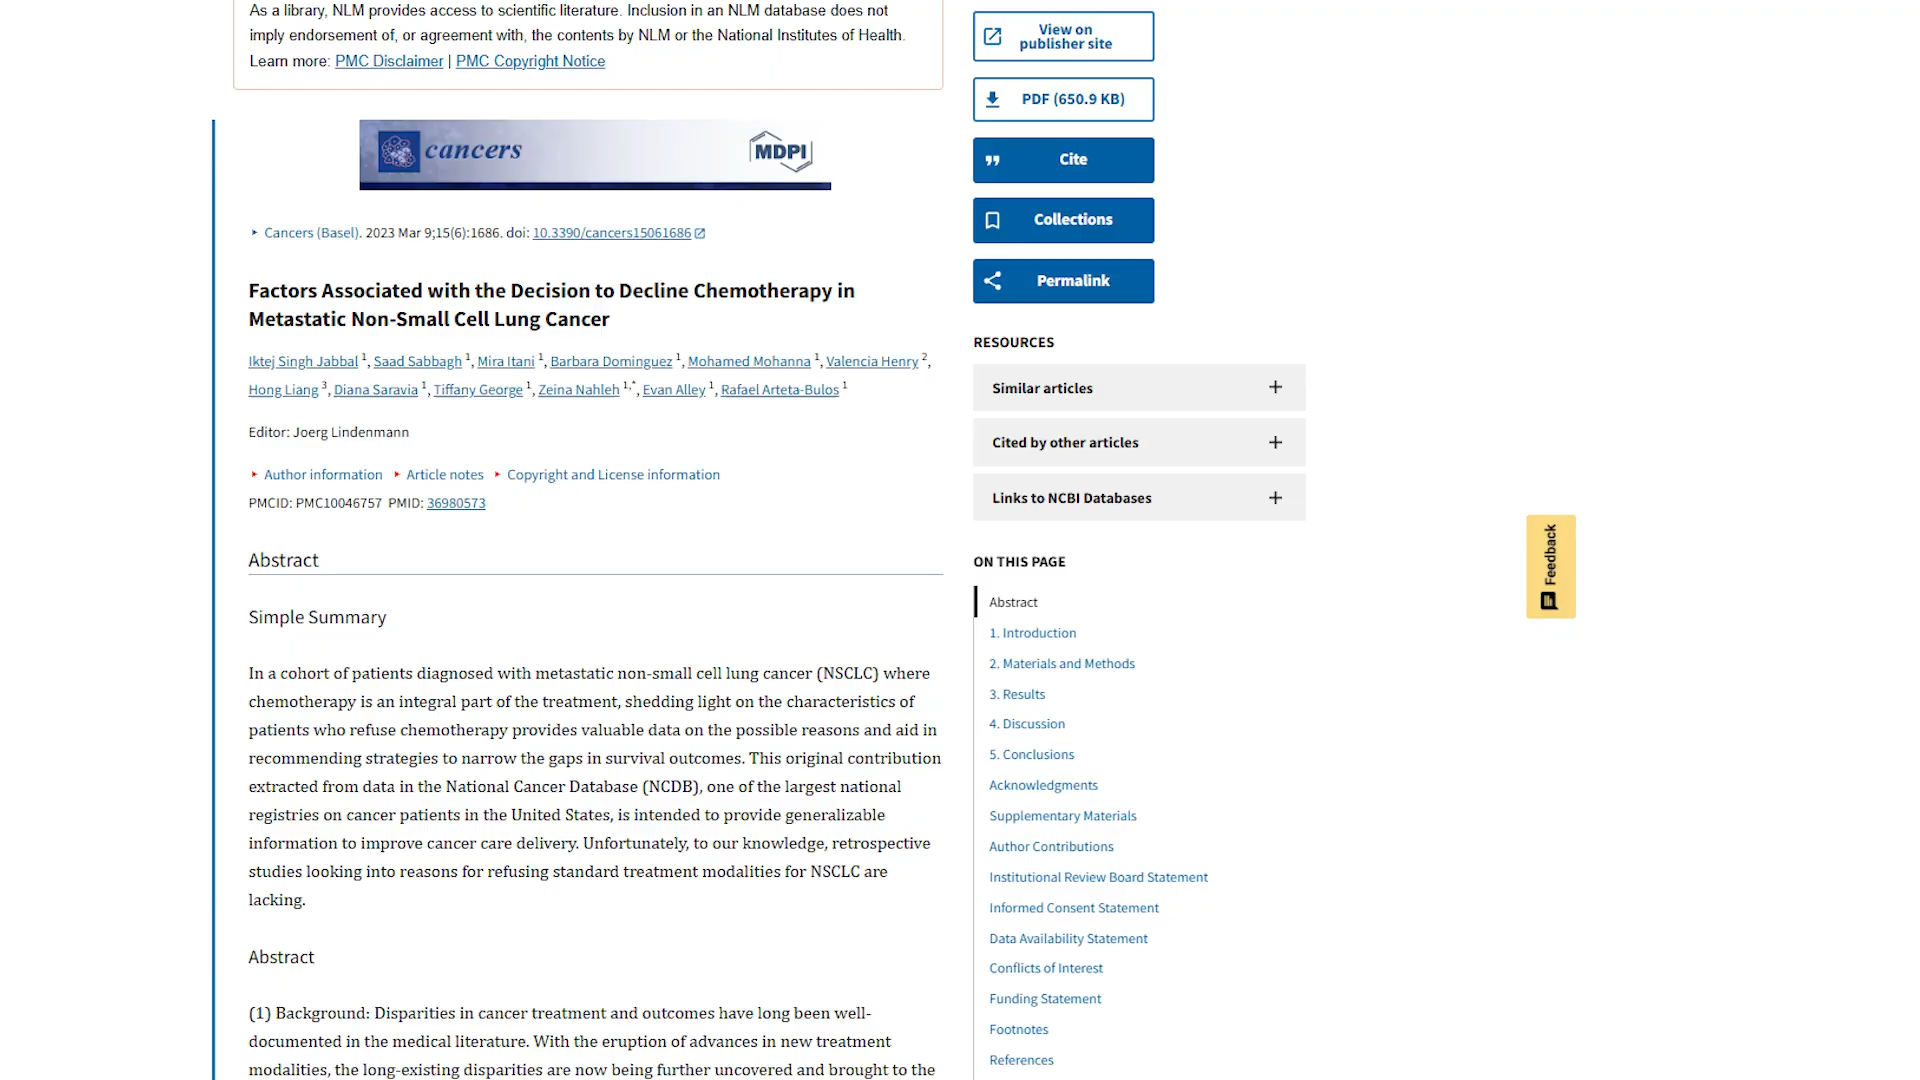 As a library, NLM provides access to scientific literature. Inclusion in an NLM database does not
imply endorsement of, or agreement with, the contents by NLM or the National Institutes of Health.
Learn more: PMC Disclaimer | PMC Copyright Notice
cancers
MDPI
Cancers (Basel). 2023 Mar 9;15(6):1686. doi: 10.3390/cancers15061686
Factors Associated with the Decision to Decline Chemotherapy in
Metastatic Non-Small Cell Lung Cancer
Iktej Singh Jabbal 1, Saad Sabbagh 1, Mira Itani 1, Barbara Dominguez 1, Mohamed Mohanna 1, Valencia Henry 2,
Hong Liang 3, Diana Saravia 1, Tiffany George 1, Zeina Nahleh 1,*, Evan Alley 1, Rafael Arteta-Bulos 1
Editor: Joerg Lindenmann
Author information Article notes Copyright and License information
PMCID: PMC10046757 PMID: 36980573
Abstract
Simple Summary
In a cohort of patients diagnosed with metastatic non-small cell lung cancer (NSCLC) where
chemotherapy is an integral part of the treatment, shedding light on the characteristics of
patients who refuse chemotherapy provides valuable data on the possible reasons and aid in
recommending strategies to narrow the gaps in survival outcomes. This original contribution
extracted from data in the National Cancer Database (NCDB), one of the largest national
registries on cancer patients in the United States, is intended to provide generalizable
information to improve cancer care delivery. Unfortunately, to our knowledge, retrospective
studies looking into reasons for refusing standard treatment modalities for NSCLC are
lacking.
Abstract
(1) Background: Disparities in cancer treatment and outcomes have long been well-
documented in the medical literature. With the eruption of advances in new treatment
modalities, the long-existing disparities are now being further uncovered and brought to the
View on
publisher site
PDF (650.9 KB)
Cite
Collections
Permalink
RESOURCES
Similar articles
Cited by other articles
Links to NCBI Databases
ON THIS PAGE
Abstract
1. Introduction
2. Materials and Methods
3. Results
4. Discussion
5. Conclusions
Acknowledgments
Supplementary Materials
Author Contributions
Institutional Review Board Statement
Informed Consent Statement
Data Availability Statement
Conflicts of Interest
Funding Statement
Footnotes
References
Feedback